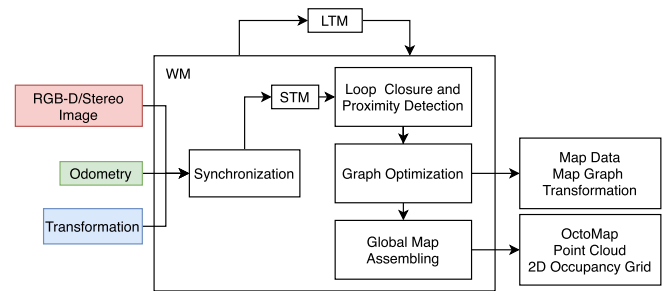 LTM
WM
RGB-D/Stereo
Image
Odometry
Transformation
Synchronization
STM
Loop Closure and
Proximity Detection
Graph Optimization
Global Map
Assembling
Map Data
Map Graph
Transformation
OctoMap
Point Cloud
2D Occupancy Grid